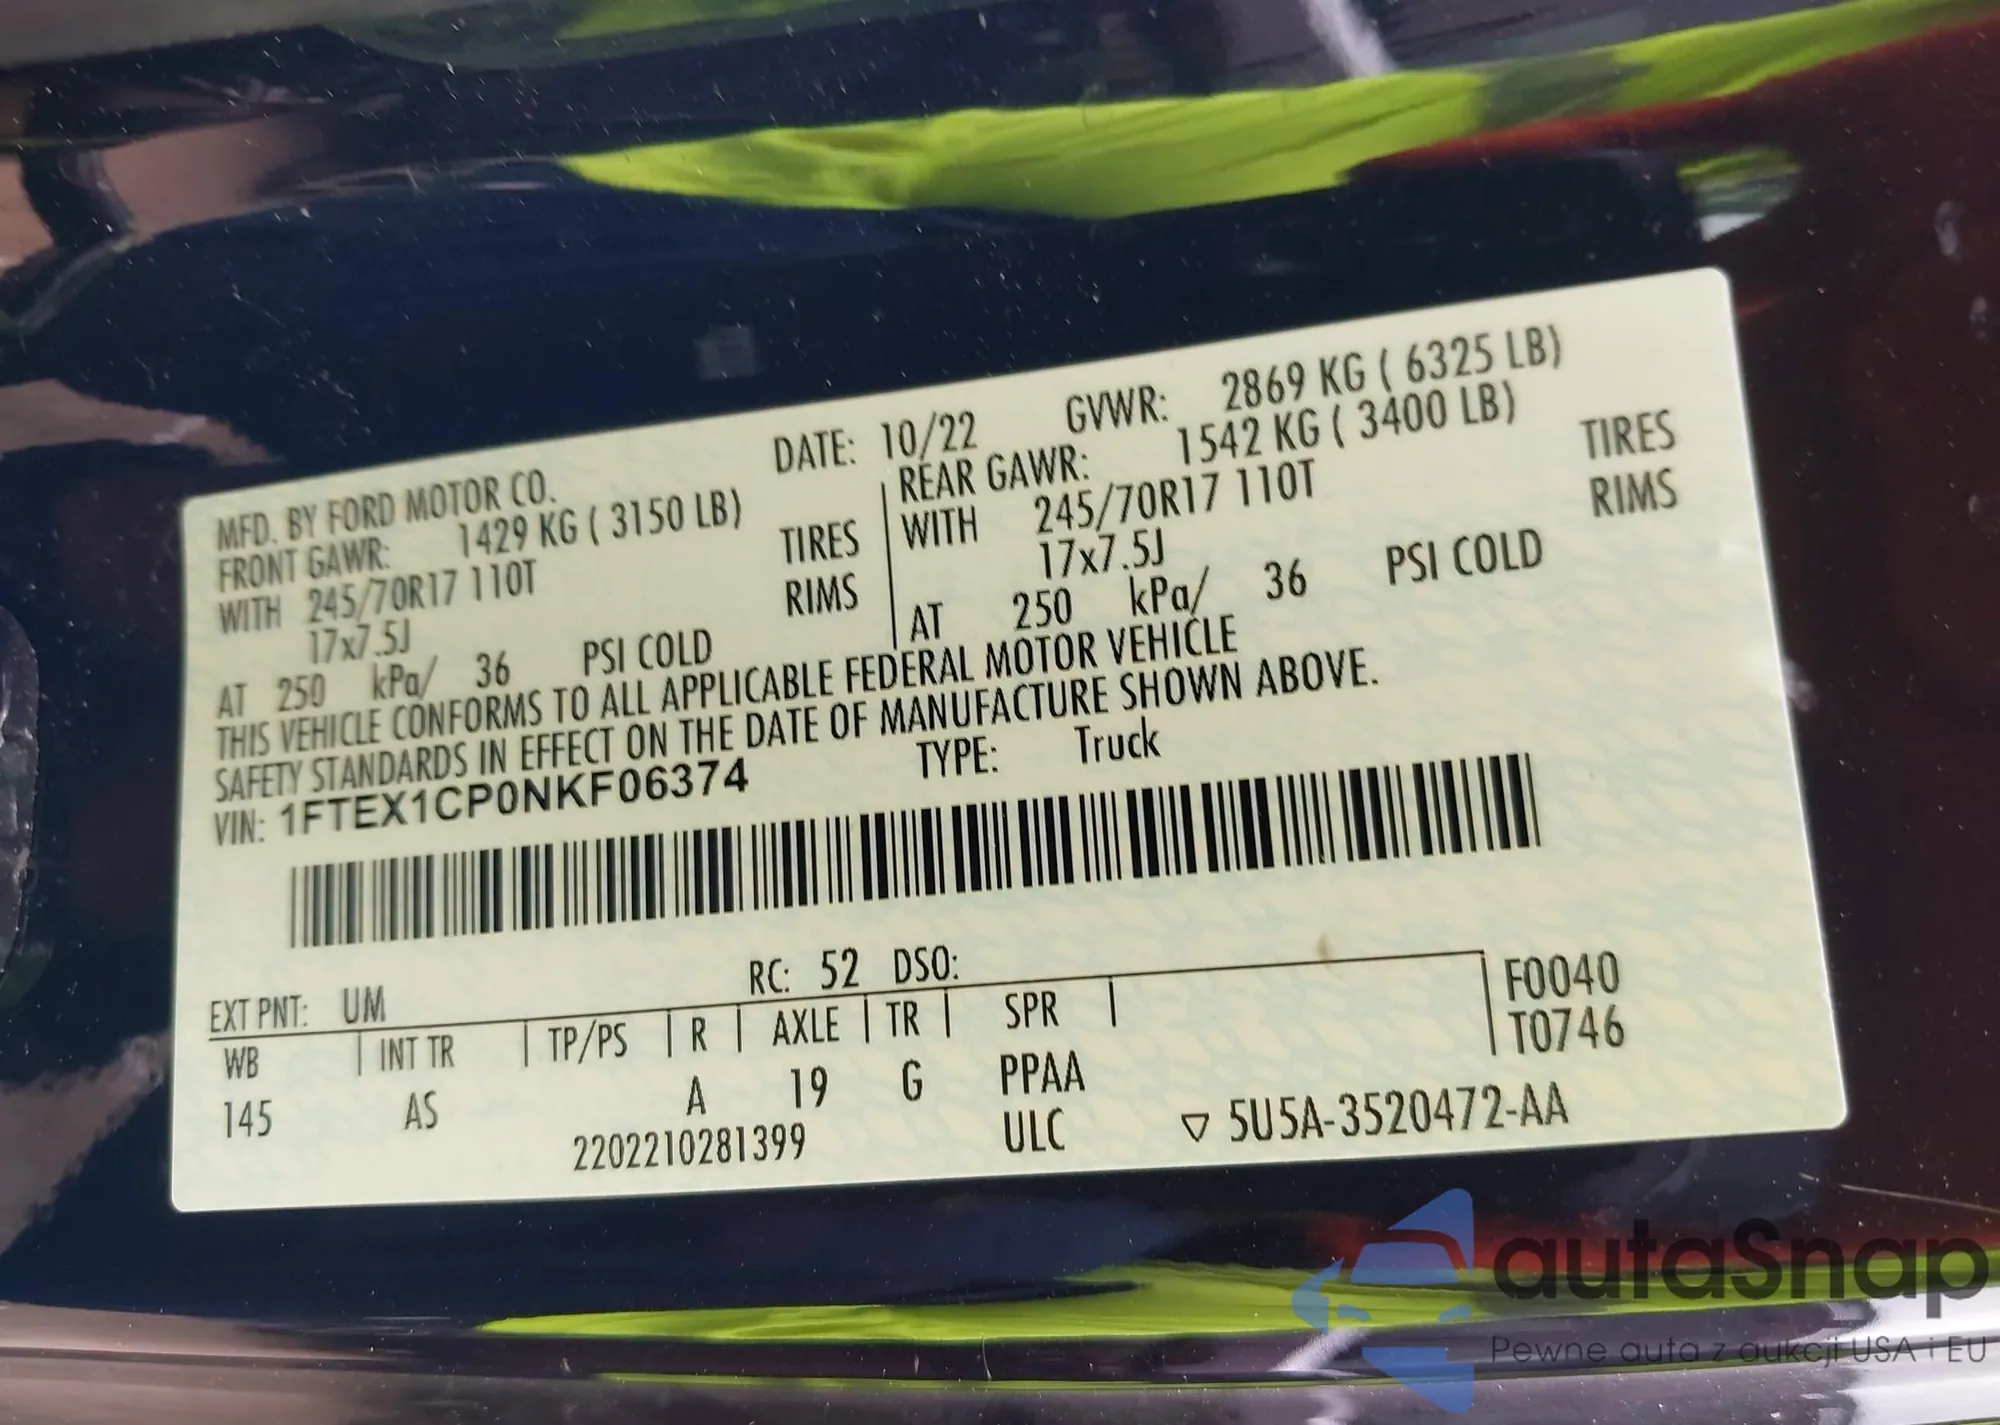 MFD. BY FORD MOTOR CO. DATE: 10/22 GVWR: 2869 KG ( 6325 LB)
FRONT GAWR: 1429 KG ( 3150 LB) REAR GAWR: 1542 KG ( 3400 LB)
WITH 245/70R17 110T TIRES WITH 245/70R17 110T TIRES
17x7.5J RIMS 17x7.5J RIMS
AT 250 kPa/ 36 PSI COLD AT 250 kPa/ 36 PSI COLD
THIS VEHICLE CONFORMS TO ALL APPLICABLE FEDERAL MOTOR VEHICLE
SAFETY STANDARDS IN EFFECT ON THE DATE OF MANUFACTURE SHOWN ABOVE.
VIN: 1FTEX1CP0NKF06374 TYPE: Truck
EXT PNT: UM RC: 52 DSO: F0040
WB INT TR TP/PS R AXLE TR SPR T0746
145 AS A 19 G PPAA
2202210281399 ULC ▽ 5U5A-3520472-AA
autaSnap
Pewne auta z aukcji USA i EU